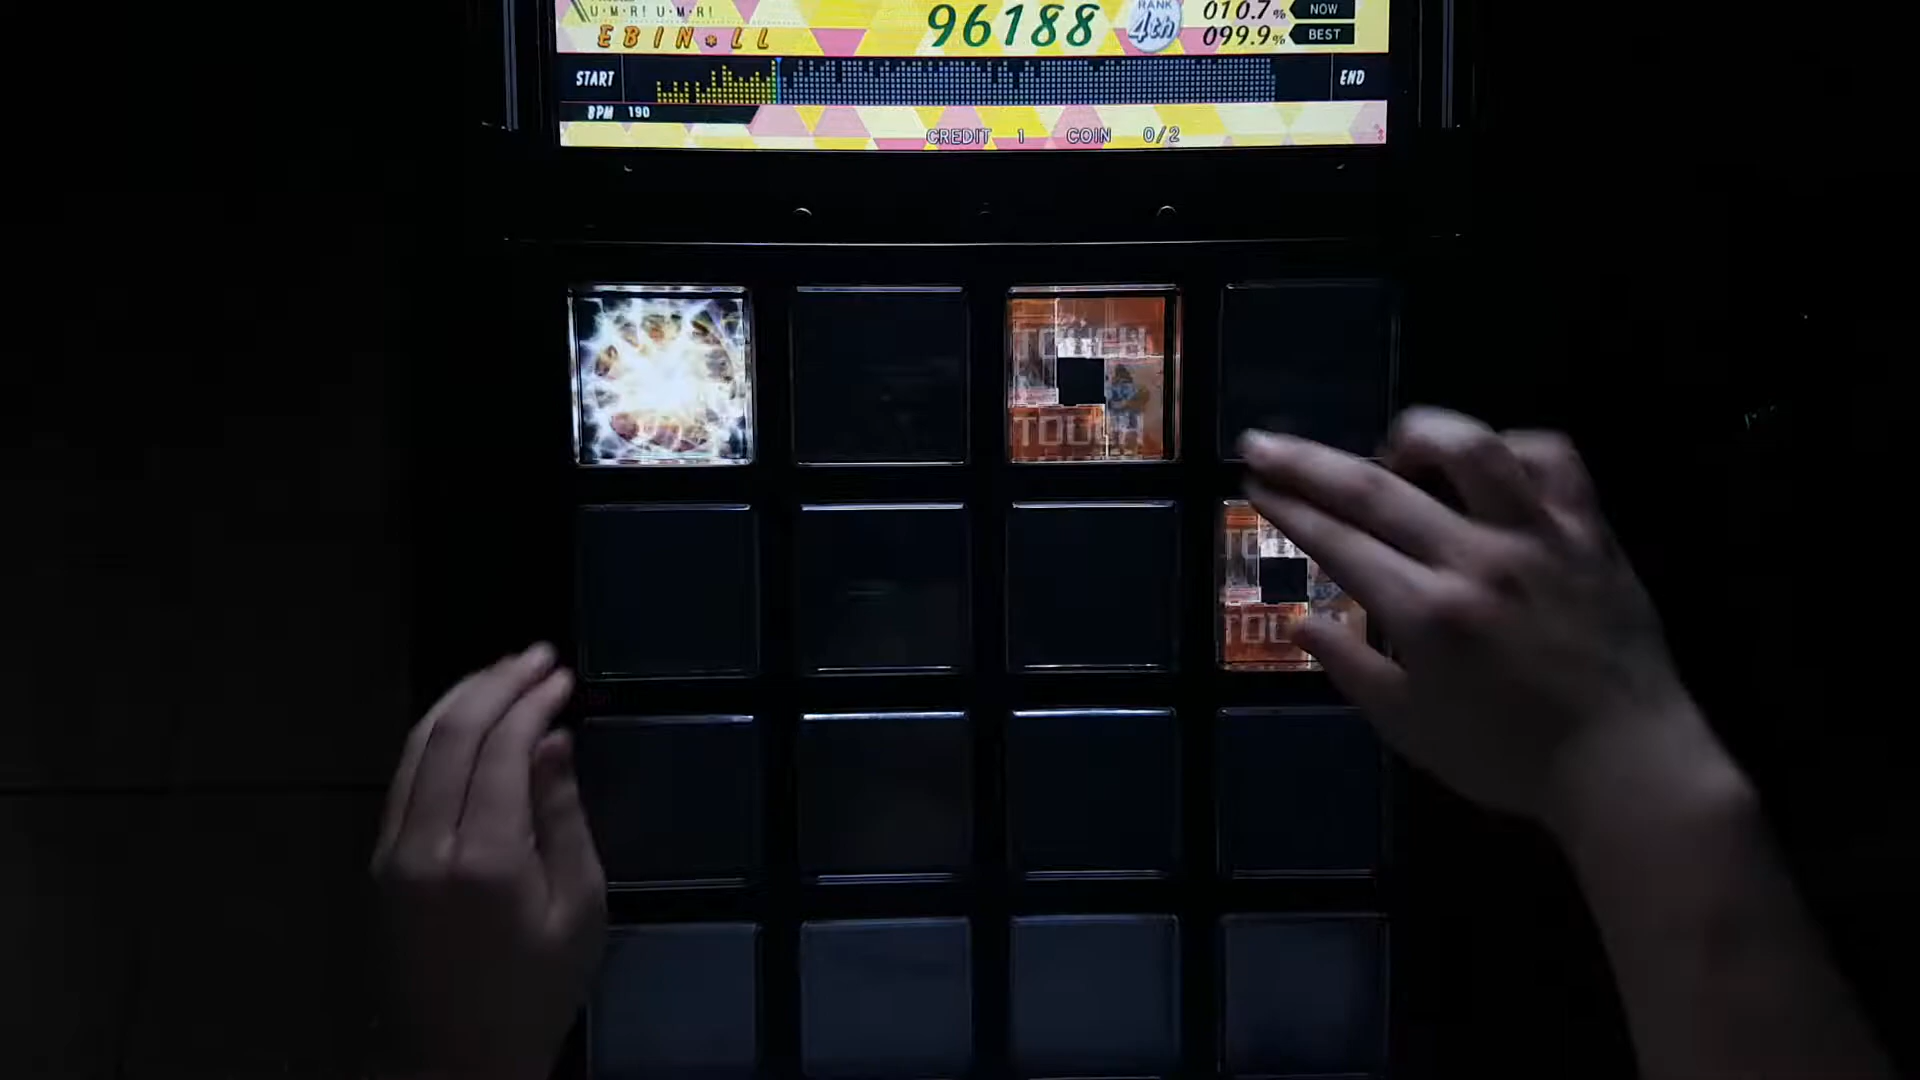 U·M·R! U·M·R!
EBIN*LL
96188
RANK
4th
010.7% NOW
099.9% BEST
START
END
BPM 190
CREDIT 1 COIN 0/2
TOUCH
TOUCH